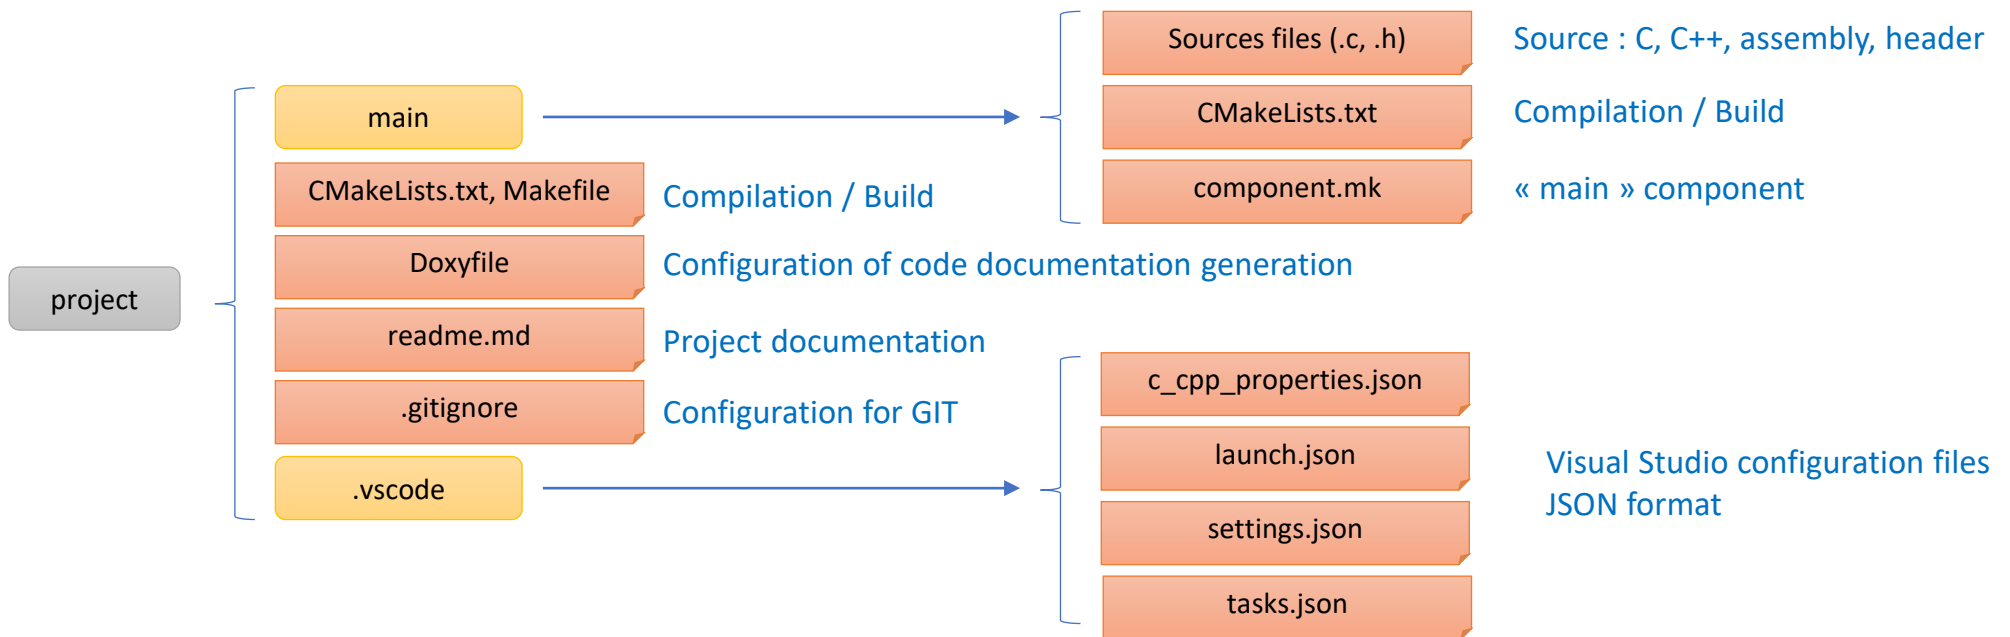 project
main
CMakeLists.txt, Makefile
Compilation / Build
Doxyfile
Configuration of code documentation generation
readme.md
Project documentation
.gitignore
Configuration for GIT
.vscode
Sources files (.c, .h)
Source : C, C++, assembly, header
CMakeLists.txt
Compilation / Build
component.mk
« main » component
c_cpp_properties.json
launch.json
settings.json
tasks.json
Visual Studio configuration files
JSON format